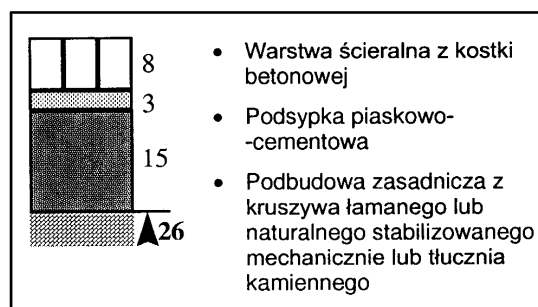 8
3
15
26
• Warstwa ścieralna z kostki
betonowej
• Podsypka piaskowo-
-cementowa
• Podbudowa zasadnicza z
kruszywa łamanego lub
naturalnego stabilizowanego
mechanicznie lub tłucznia
kamiennego